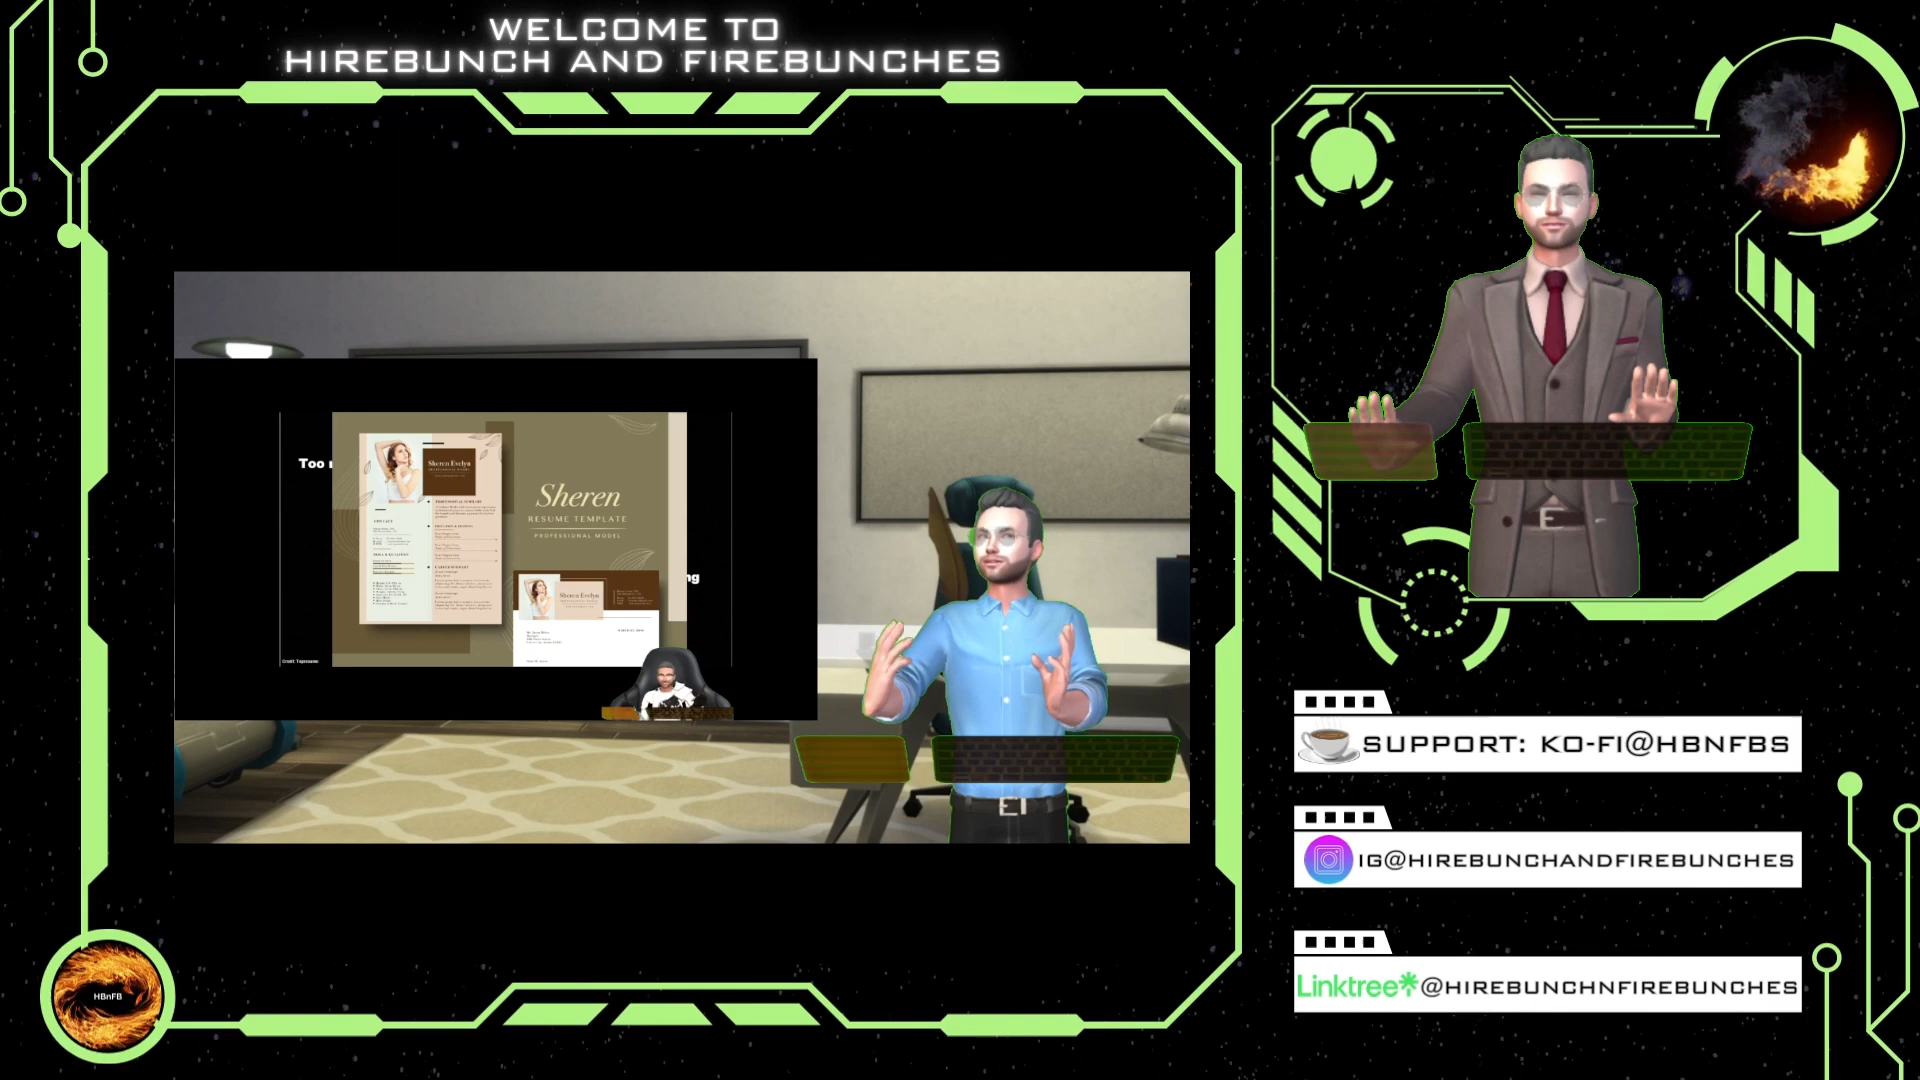 WELCOME TO
HIREBUNCH AND FIREBUNCHES
Too
Sheren Evelyn
Sheren
RESUME TEMPLATE
PROFESSIONAL MODEL
Sheren Evelyn
ng
HBnFB
SUPPORT: KO-FI@HBNFBS
IG@HIREBUNCHANDFIREBUNCHES
Linktree@HIREBUNCHNFIREBUNCHES